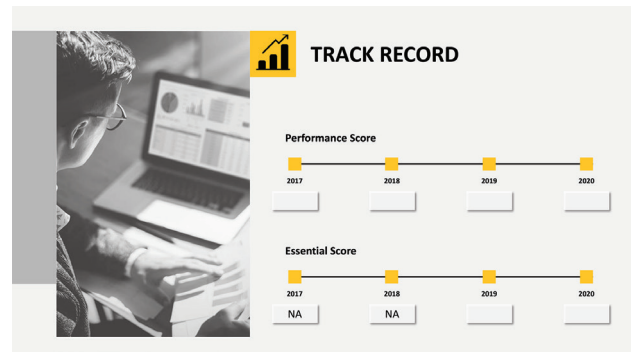 TRACK RECORD
Performance Score
2017 2018 2019 2020
Essential Score
2017 2018 2019 2020
NA NA